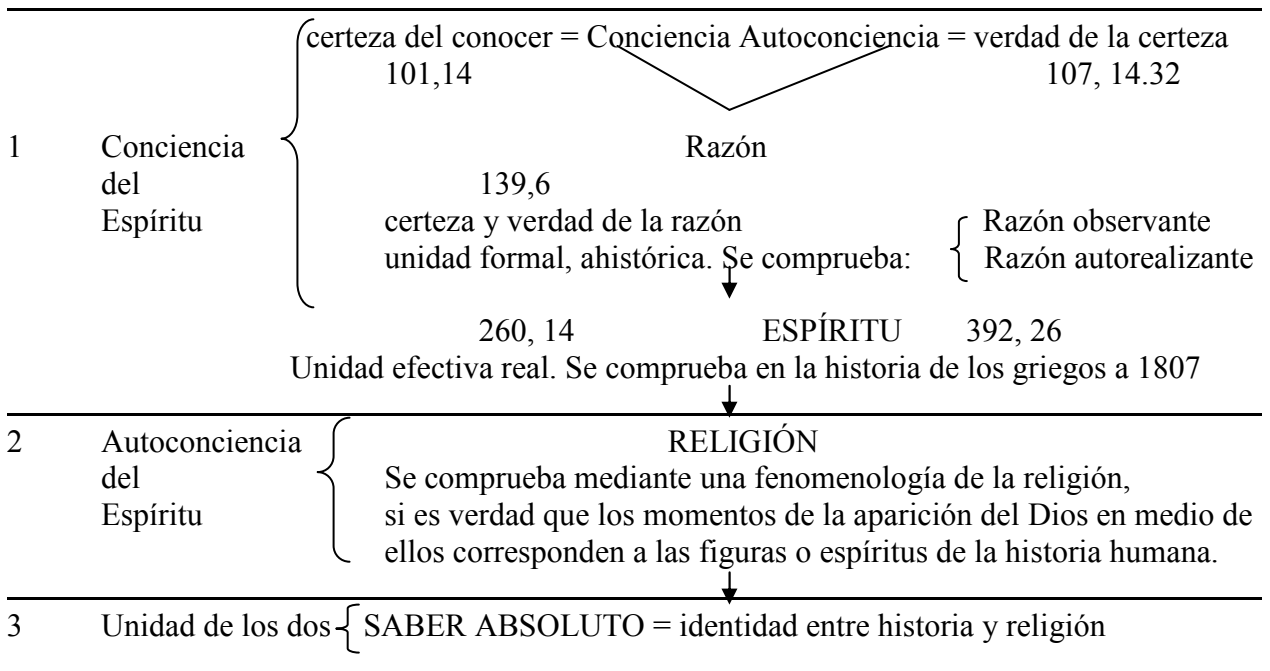 certeza del conocer = Conciencia Autoconciencia = verdad de la certeza
101,14 107, 14.32
1 Conciencia Razón
del 139,6
Espíritu certeza y verdad de la razón Razón observante
unidad formal, ahistórica. Se comprueba: Razón autorealizante
260, 14 ESPÍRITU 392, 26
Unidad efectiva real. Se comprueba en la historia de los griegos a 1807
2 Autoconciencia RELIGIÓN
del Se comprueba mediante una fenomenología de la religión,
Espíritu si es verdad que los momentos de la aparición del Dios en medio de
ellos corresponden a las figuras o espíritus de la historia humana.
3 Unidad de los dos SABER ABSOLUTO = identidad entre historia y religión